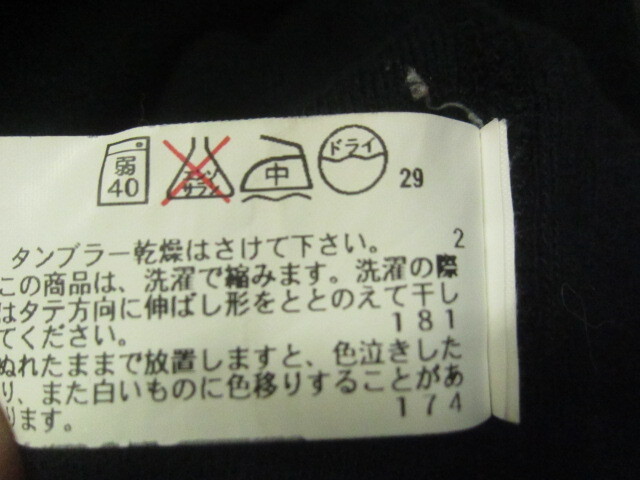 弱 40 エンソ サラシ 中 ドライ 29
タンブラー乾燥はさけて下さい。 2
この商品は、洗濯で縮みます。洗濯の際
はタテ方向に伸ばし形をととのえて干し
てください。 181
ぬれたままで放置しますと、色泣きした
り、また白いものに色移りすることがあ
ります。 174